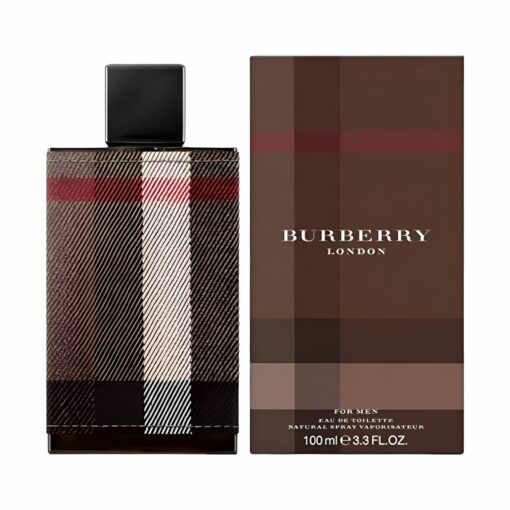 BURBERRY
LONDON
FOR MEN
EAU DE TOILETTE
NATURAL SPRAY VAPORISATEUR
100 ml ℮ 3.3 FL.OZ.